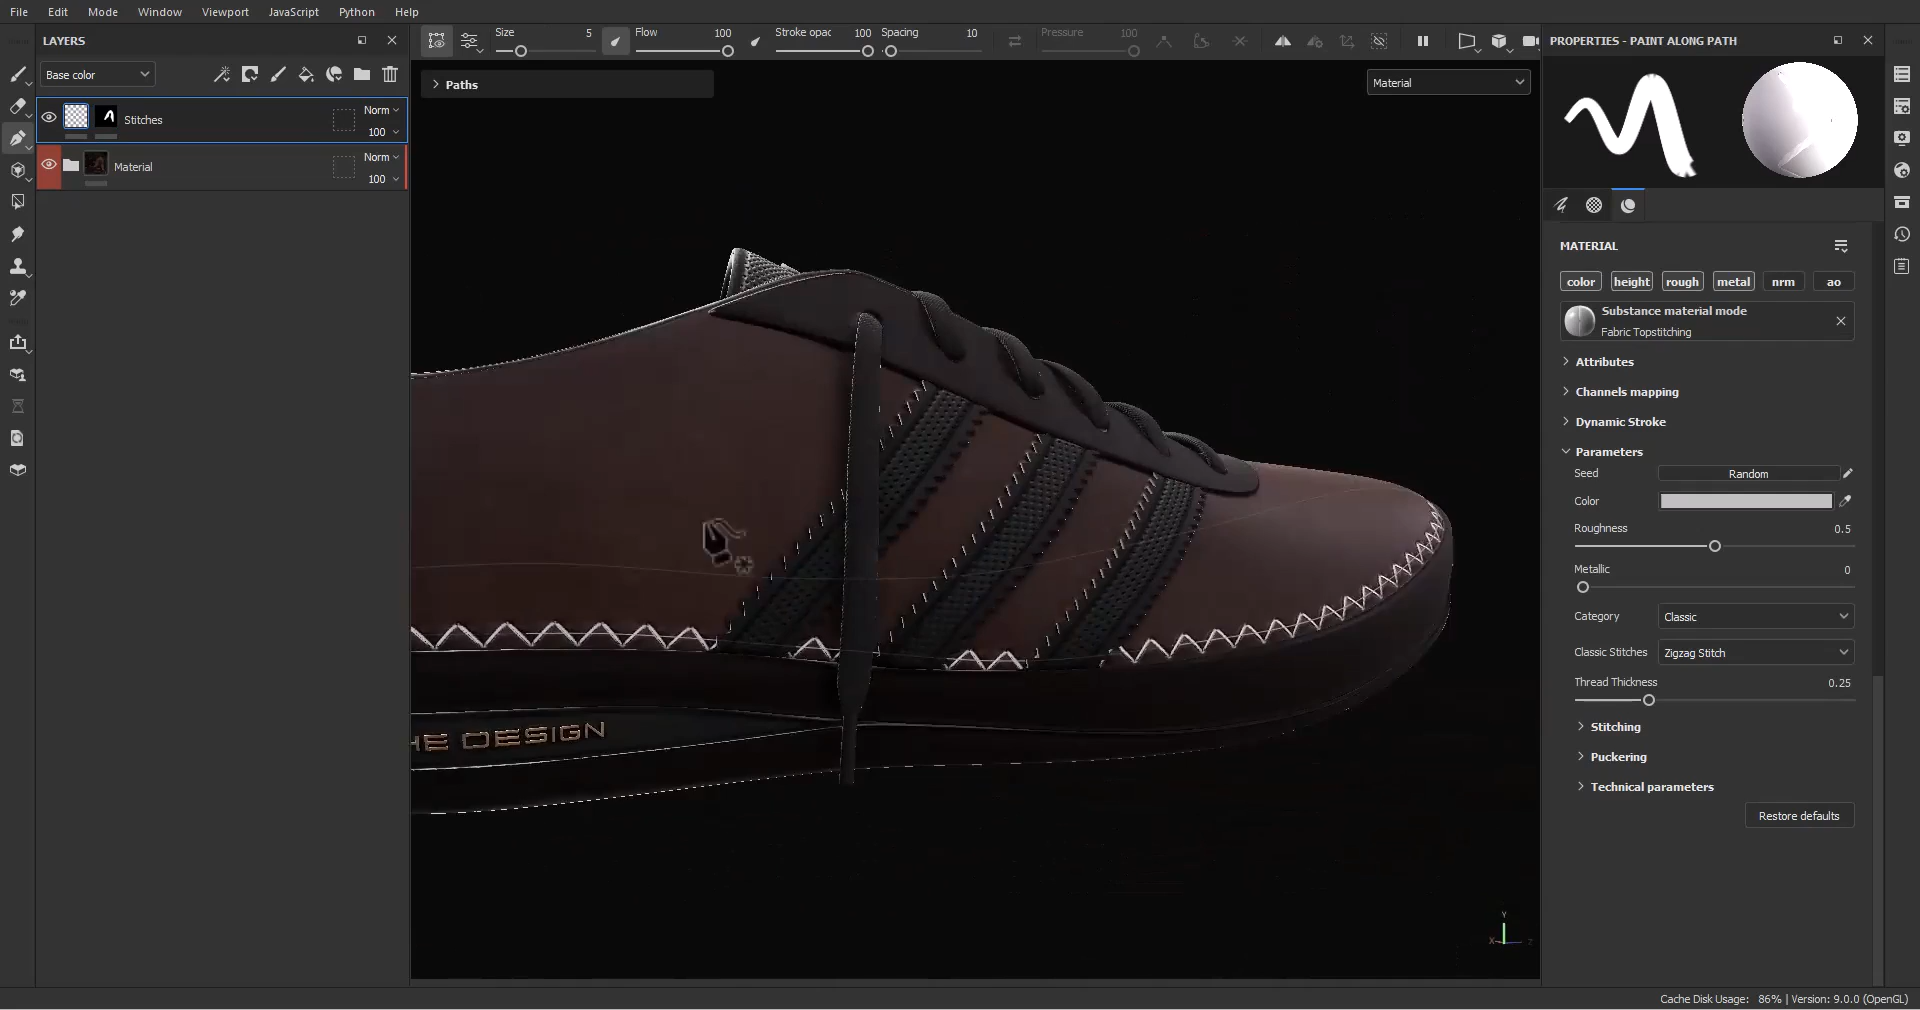 File Edit Mode Window Viewport JavaScript Python Help
LAYERS
Base color
Stitches
Norm
100
Material
Norm
100
Size 5
Flow 100
Stroke opac 100
Spacing 10
Pressure 100
Paths
Material
HE DESIGN
Y
X
Z
PROPERTIES - PAINT ALONG PATH
MATERIAL
color height rough metal nrm ao
Substance material mode
Fabric Topstitching
Attributes
Channels mapping
Dynamic Stroke
Parameters
Seed Random
Color
Roughness 0.5
Metallic 0
Category Classic
Classic Stitches Zigzag Stitch
Thread Thickness 0.25
Stitching
Puckering
Technical parameters
Restore defaults
Cache Disk Usage: 86% | Version: 9.0.0 (OpenGL)